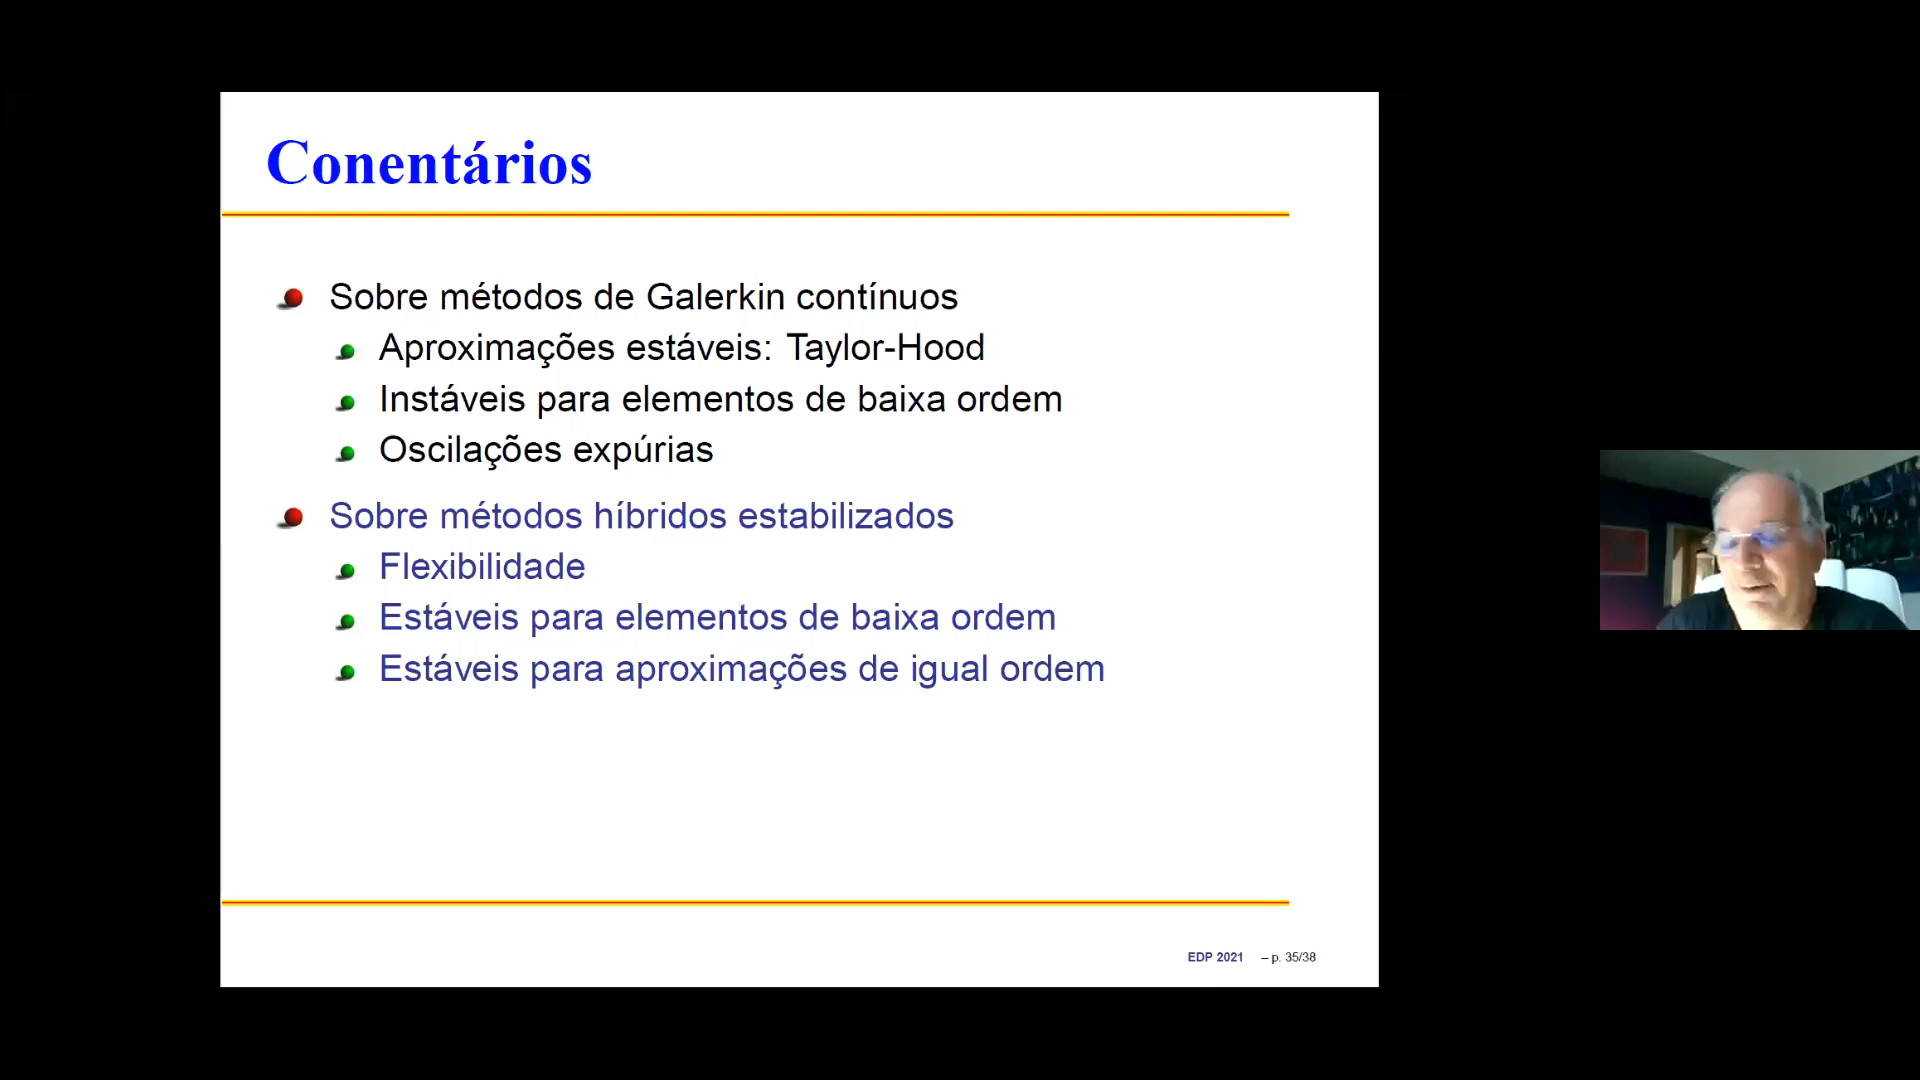 Conentários
Sobre métodos de Galerkin contínuos
Aproximações estáveis: Taylor-Hood
Instáveis para elementos de baixa ordem
Oscilações expúrias
Sobre métodos híbridos estabilizados
Flexibilidade
Estáveis para elementos de baixa ordem
Estáveis para aproximações de igual ordem
EDP 2021 – p. 35/38